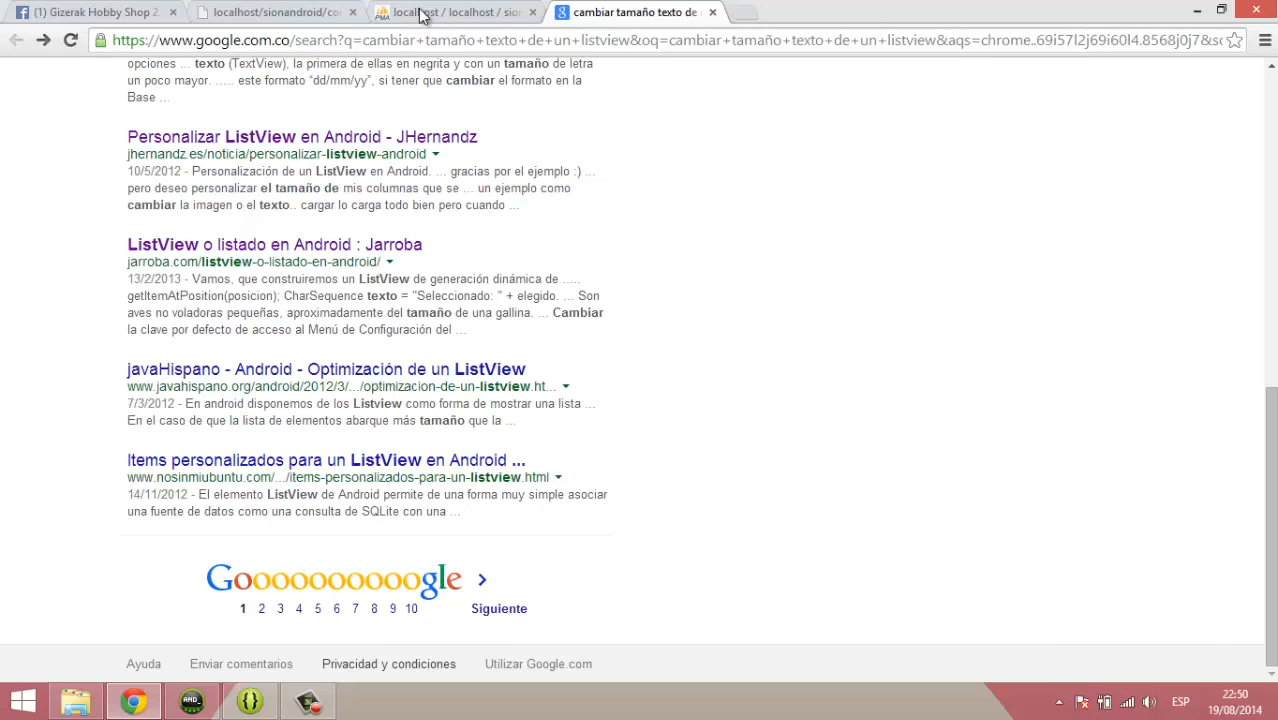 Gizerak Hobby Shop 2.
localhost/sionandroid/co
localhost / localhost / sion
cambiar tamaño texto de
https://www.google.com.co/search?q=cambiar+tamaño+texto+de+un+listview&oq=cambiar+tamaño+texto+de+un+listview&aqs=chrome..69i57l2j69i60l4.8568j0j7&so
opciones ... texto (TextView), la primera de ellas en negrita y con un tamaño de letra
un poco mayor. ..... este formato “dd/mm/yy”, si tener que cambiar el formato en la
Base ...
Personalizar ListView en Android - JHernandz
jhernandz.es/noticia/personalizar-listview-android
10/5/2012 - Personalización de un ListView en Android. ... gracias por el ejemplo :) ...
pero deseo personalizar el tamaño de mis columnas que se ... un ejemplo como
cambiar la imagen o el texto.. cargar lo carga todo bien pero cuando ...
ListView o listado en Android : Jarroba
jarroba.com/listview-o-listado-en-android/
13/2/2013 - Vamos, que construiremos un ListView de generación dinámica de .....
getItemAtPosition(posicion); CharSequence texto = "Seleccionado: " + elegido. ... Son
aves no voladoras pequeñas, aproximadamente del tamaño de una gallina. ... Cambiar
la clave por defecto de acceso al Menú de Configuración del ...
javaHispano - Android - Optimización de un ListView
www.javahispano.org/android/2012/3/.../optimizacion-de-un-listview.ht...
7/3/2012 - En android disponemos de los Listview como forma de mostrar una lista ...
En el caso de que la lista de elementos abarque más tamaño que la ...
Items personalizados para un ListView en Android ...
www.nosinmiubuntu.com/.../items-personalizados-para-un-listview.html
14/11/2012 - El elemento ListView de Android permite de una forma muy simple asociar
una fuente de datos como una consulta de SQLite con una ...
Goooooooooogle >
1 2 3 4 5 6 7 8 9 10 Siguiente
Ayuda Enviar comentarios Privacidad y condiciones Utilizar Google.com
ESP
22:50
19/08/2014